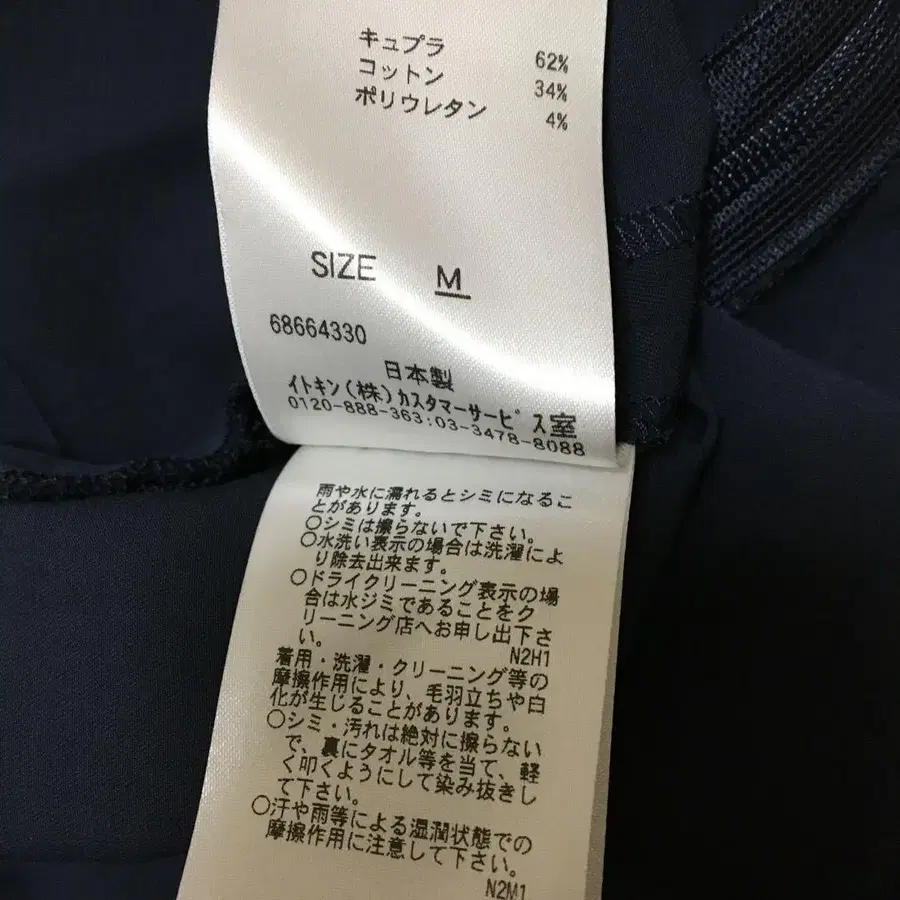 キュプラ 62%
コットン 34%
ポリウレタン 4%
SIZE M
68664330
日本製
イトキン(株)カスタマーサービス室
0120-888-363:03-3478-8088
雨や水に濡れるとシミになるこ
とがあります。
○シミは擦らないで下さい。
○水洗い表示の場合は洗濯によ
り除去出来ます。
○ドライクリーニング表示の場
合は水ジミであることをク
リーニング店へお申し出下さ
い。 N2H1
着用・洗濯・クリーニング等の
摩擦作用により、毛羽立ちや白
化が生じることがあります。
○シミ・汚れは絶対に擦らない
で、裏にタオル等を当て、軽
く叩くようにして染み抜きし
て下さい。
○汗や雨等による湿潤状態での
摩擦作用に注意して下さい。
N2M1